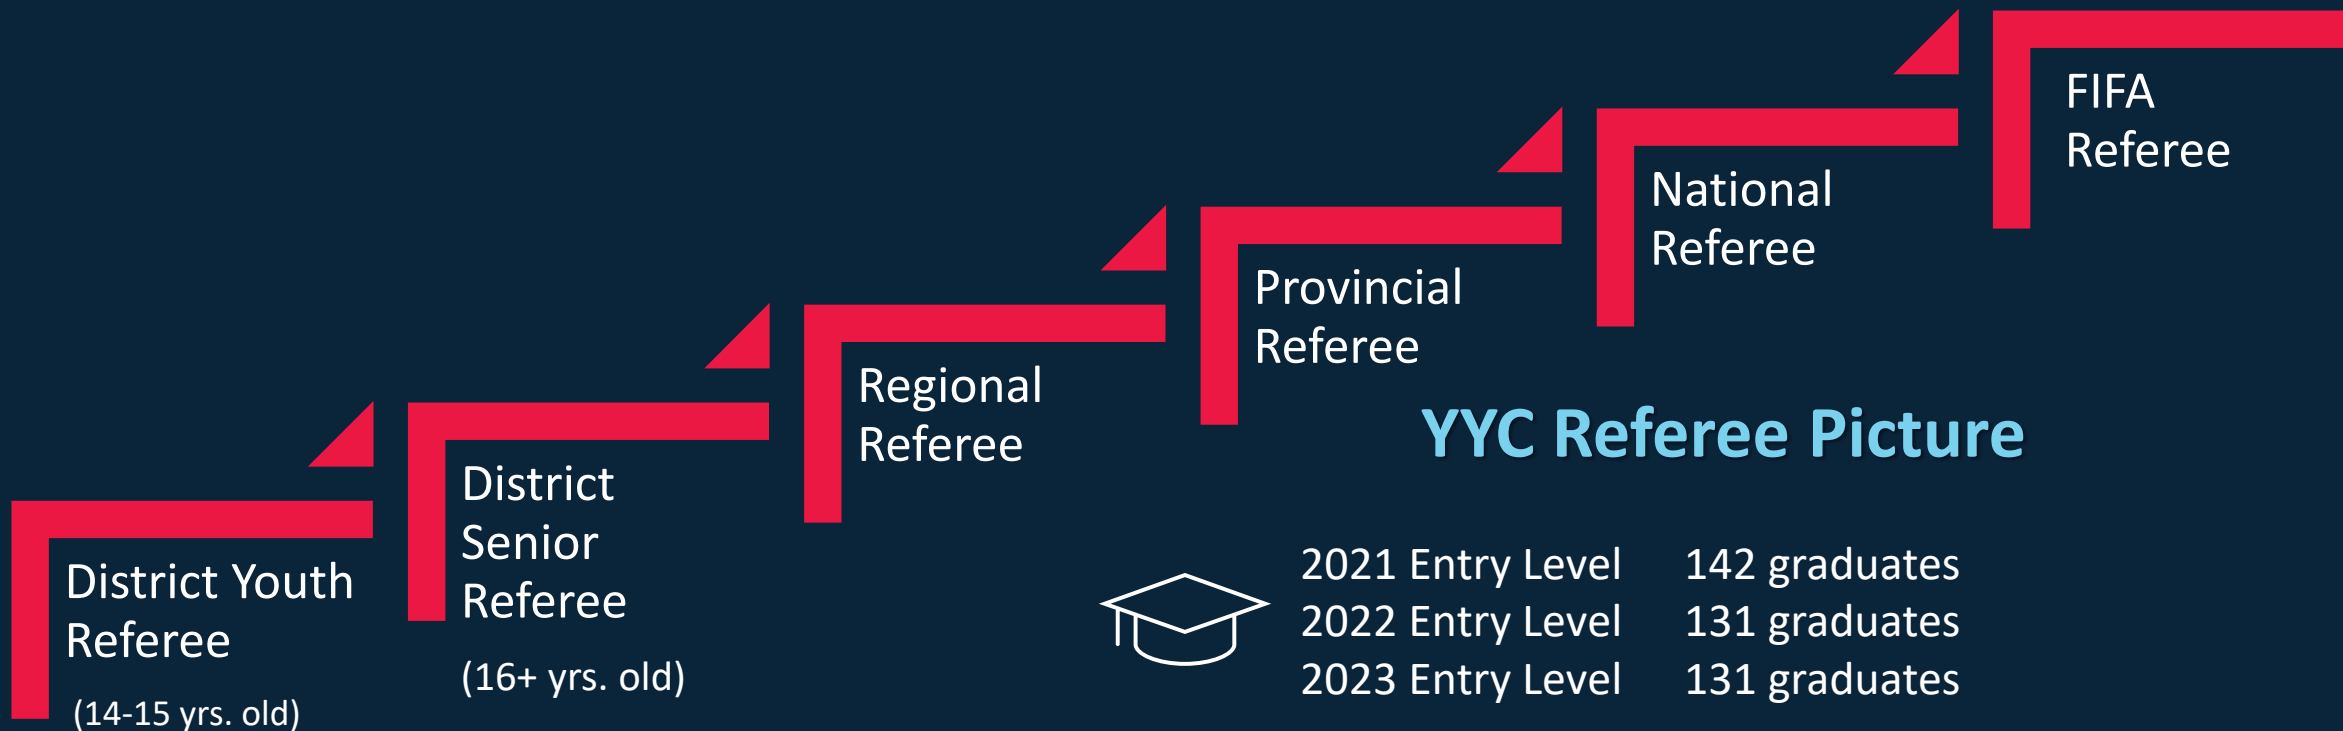 District Youth
Referee
(14-15 yrs. old)
District
Senior
Referee
(16+ yrs. old)
Regional
Referee
Provincial
Referee
National
Referee
FIFA
Referee
YYC Referee Picture
2021 Entry Level 142 graduates
2022 Entry Level 131 graduates
2023 Entry Level 131 graduates